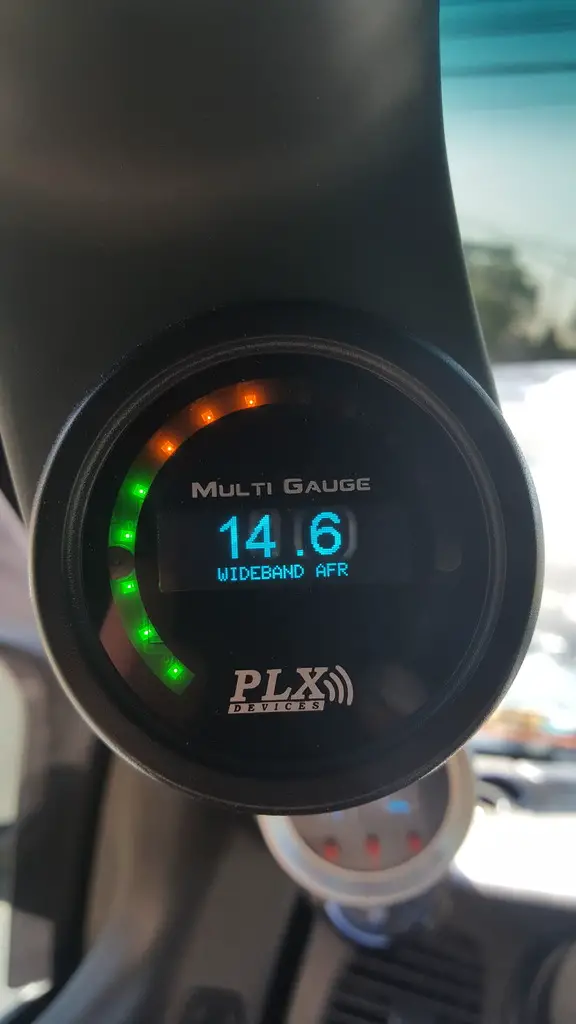 MULTI GAUGE
14.6
WIDEBAND AFR
PLX
DEVICES